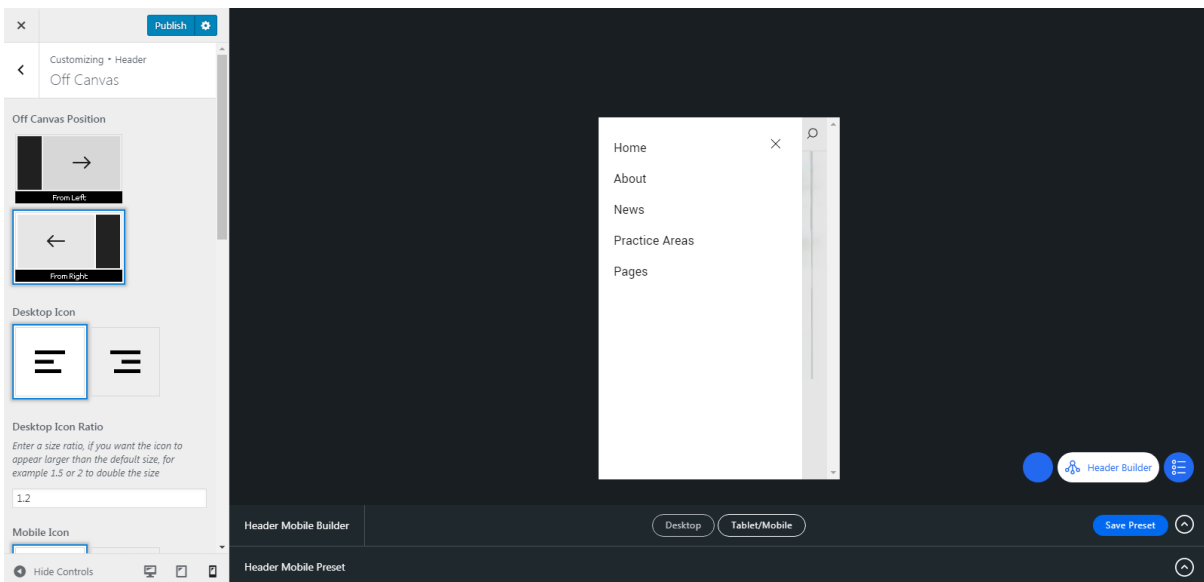 Publish
Customizing • Header
Off Canvas
Off Canvas Position
From Left
From Right
Desktop Icon
Desktop Icon Ratio
Enter a size ratio, if you want the icon to
appear larger than the default size, for
example 1.5 or 2 to double the size
1.2
Mobile Icon
Hide Controls
Home
About
News
Practice Areas
Pages
Header Builder
Header Mobile Builder
Desktop
Tablet/Mobile
Save Preset
Header Mobile Preset